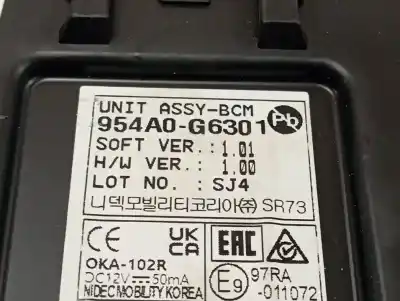 UNIT ASSY-BCM
954A0-G6301
Pb
SOFT VER.: 1.01
H/W VER.: 1.00
LOT NO. : SJ4
니덱모빌리티코리아㈜ SR73
CE UK CA EAC
OKA-102R
DC12V⎓50mA
NIDEC MOBILITY KOREA
E9 97RA
-011072